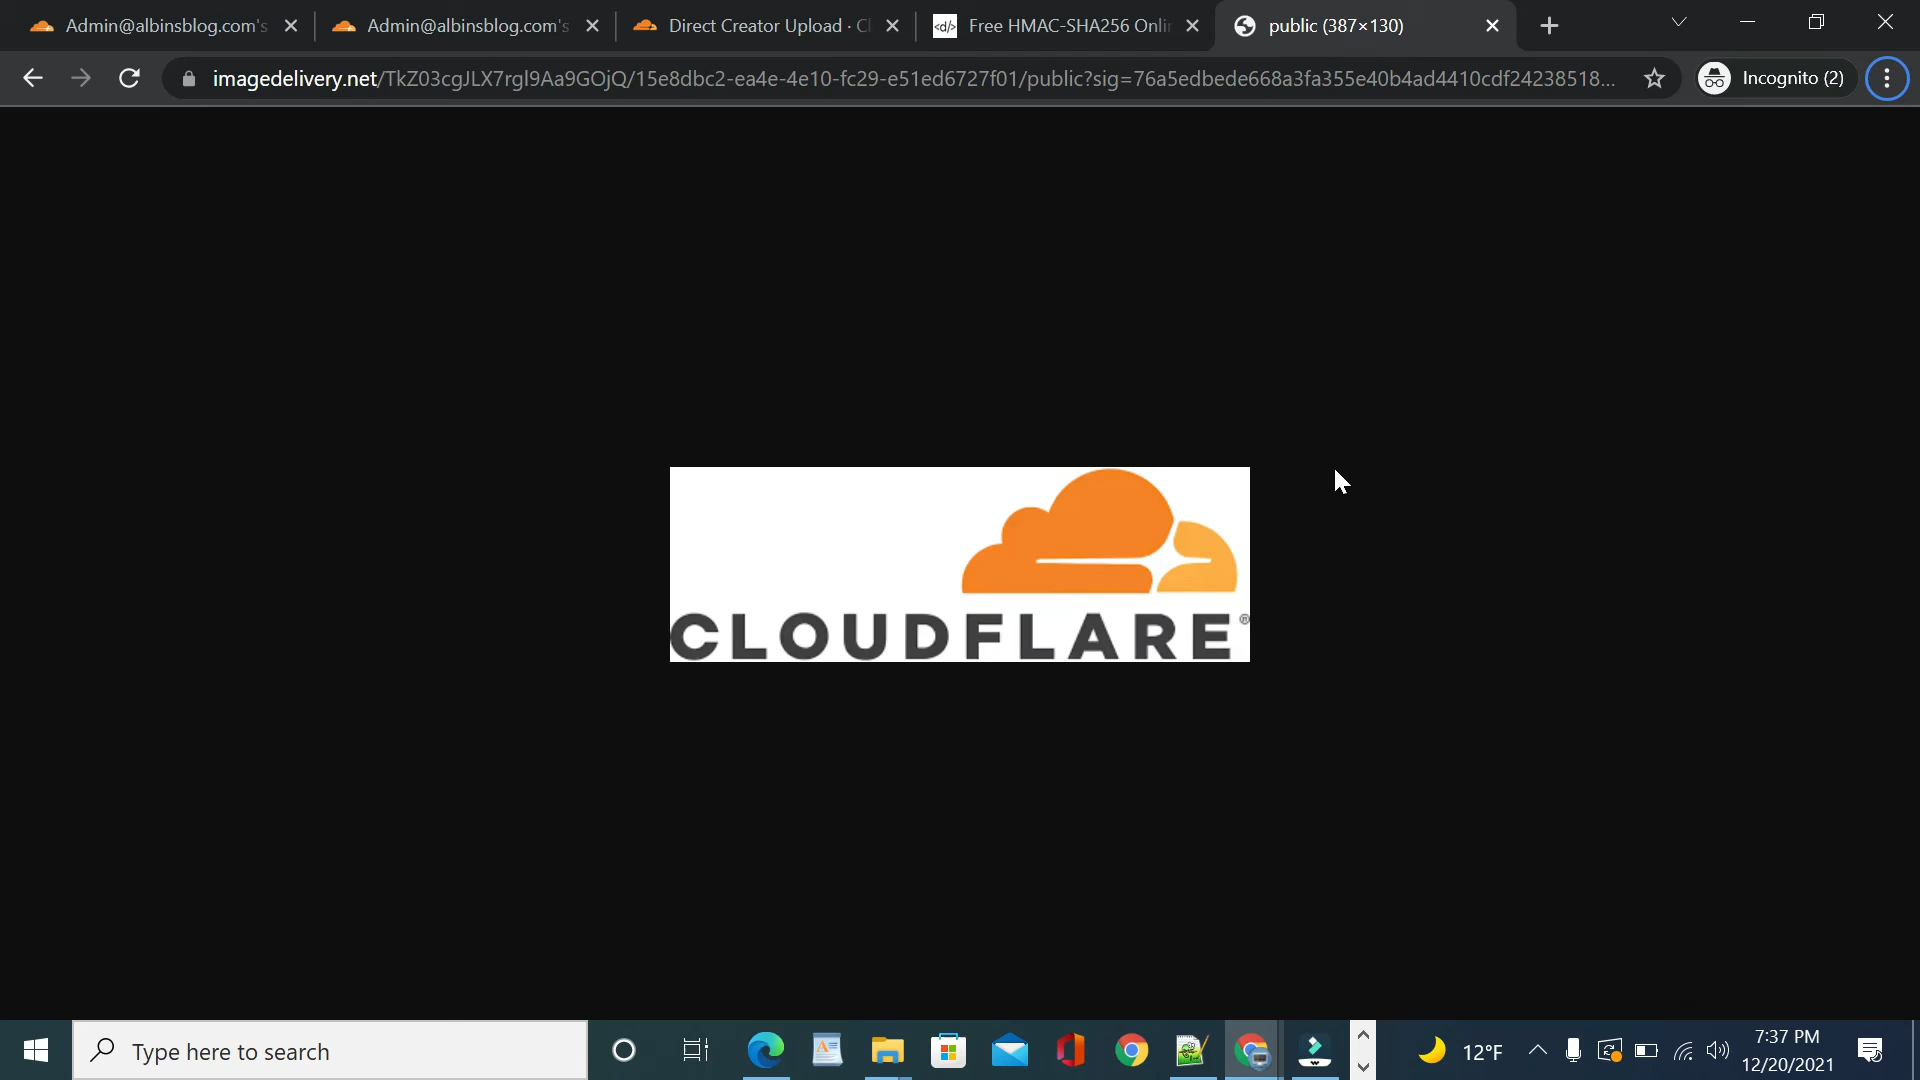 Admin@albinsblog.com's
Admin@albinsblog.com's
Direct Creator Upload · Cl
<d/> Free HMAC-SHA256 Onlin
public (387×130)
imagedelivery.net/TkZ03cgJLX7rgl9Aa9GOjQ/15e8dbc2-ea4e-4e10-fc29-e51ed6727f01/public?sig=76a5edbede668a3fa355e40b4ad4410cdf24238518...
Incognito (2)
CLOUDFLARE®
Type here to search
12°F
7:37 PM
12/20/2021